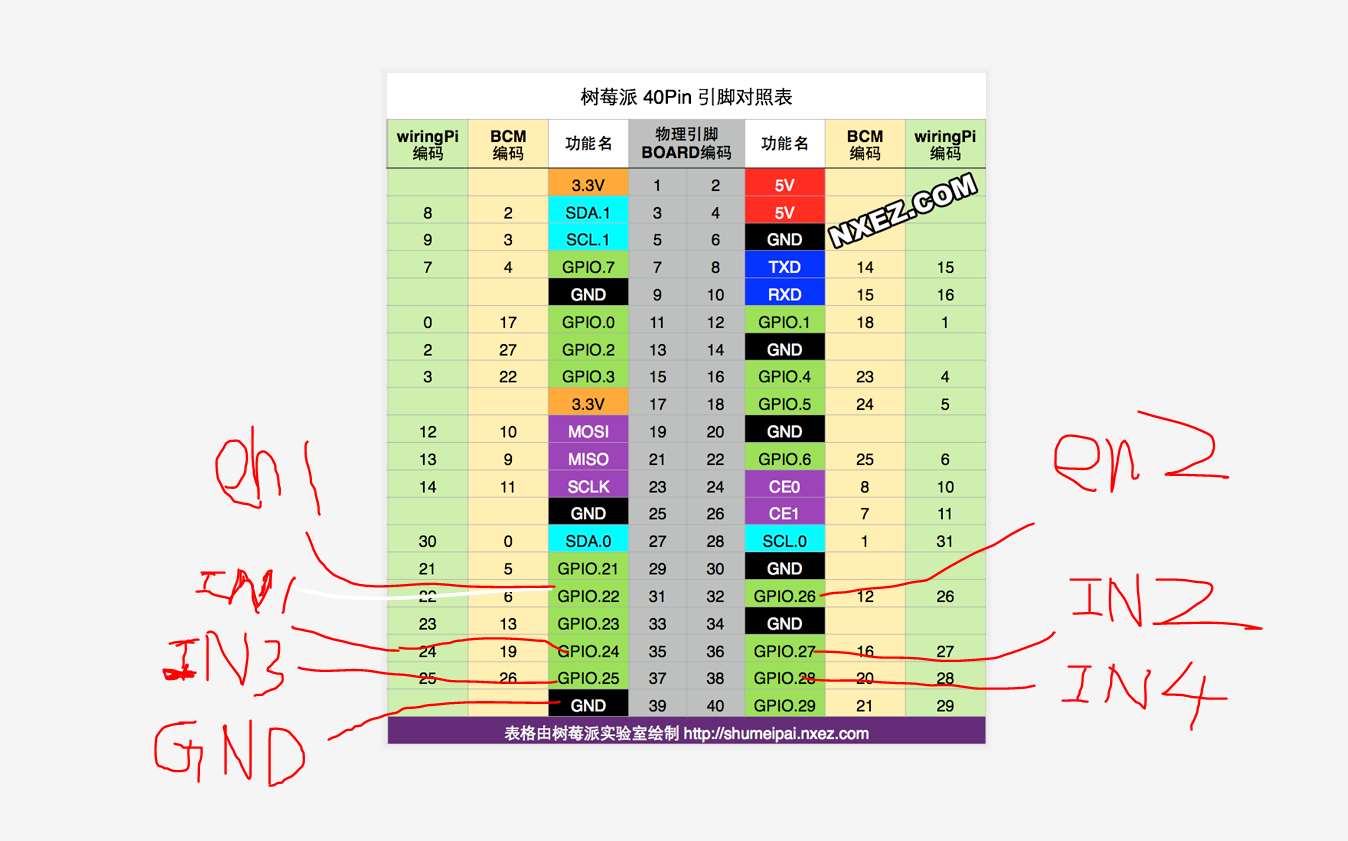 树莓派 40Pin 引脚对照表
wiringPi 编码 BCM 编码 功能名 物理引脚 BOARD编码 功能名 BCM 编码 wiringPi 编码
3.3V 1 2 5V
8 2 SDA.1 3 4 5V
NXEZ.COM
9 3 SCL.1 5 6 GND
7 4 GPIO.7 7 8 TXD 14 15
GND 9 10 RXD 15 16
0 17 GPIO.0 11 12 GPIO.1 18 1
2 27 GPIO.2 13 14 GND
3 22 GPIO.3 15 16 GPIO.4 23 4
3.3V 17 18 GPIO.5 24 5
12 10 MOSI 19 20 GND
13 9 MISO 21 22 GPIO.6 25 6
14 11 SCLK 23 24 CE0 8 10
GND 25 26 CE1 7 11
30 0 SDA.0 27 28 SCL.0 1 31
21 5 GPIO.21 29 30 GND
22 6 GPIO.22 31 32 GPIO.26 12 26
23 13 GPIO.23 33 34 GND
24 19 GPIO.24 35 36 GPIO.27 16 27
25 26 GPIO.25 37 38 GPIO.28 20 28
GND 39 40 GPIO.29 21 29
树莓派实验室绘制 http://shumeipai.nxez.com
en1
IN1
IN3
GND
en2
IN2
IN4